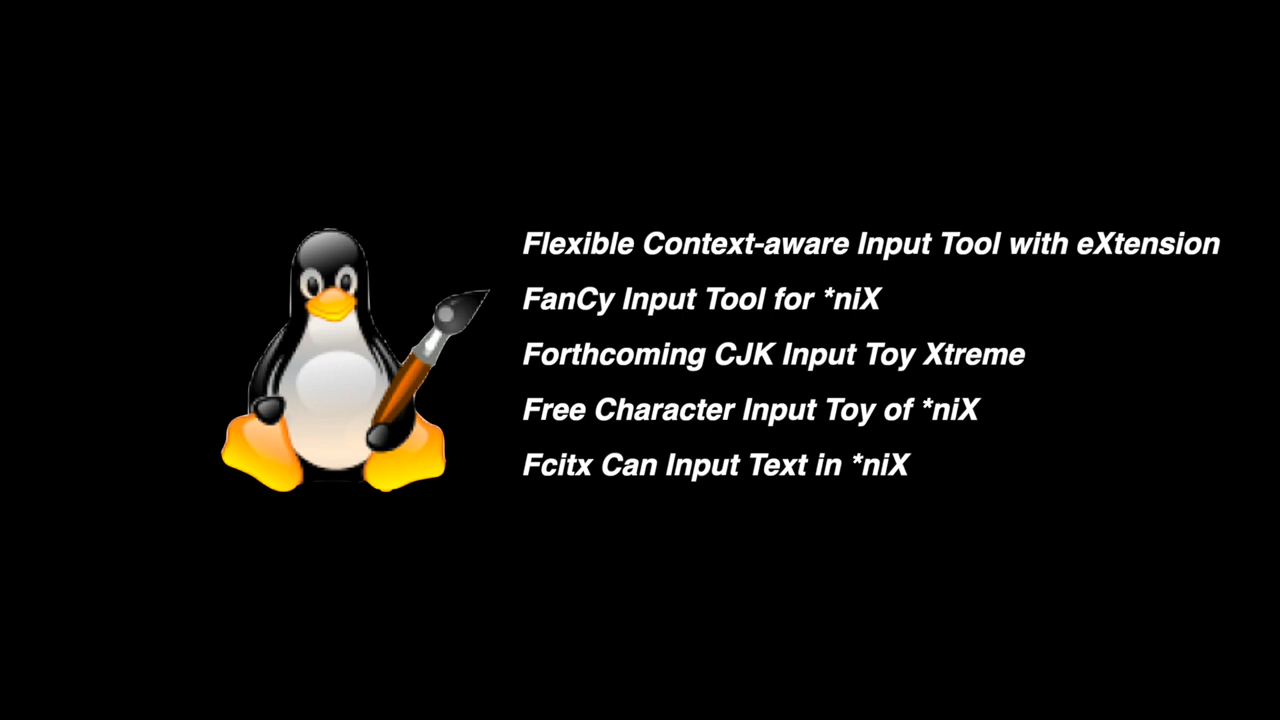 Flexible Context-aware Input Tool with eXtension
FanCy Input Tool for *niX
Forthcoming CJK Input Toy Xtreme
Free Character Input Toy of *niX
Fcitx Can Input Text in *niX